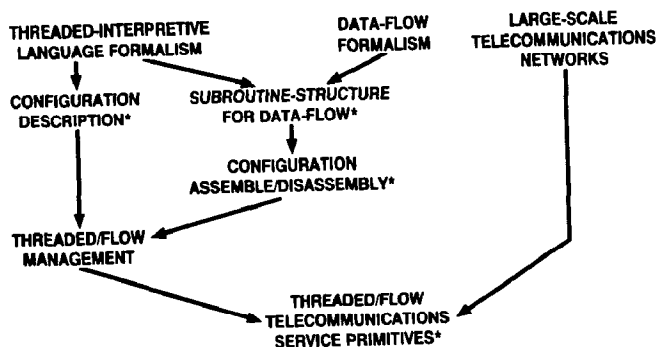 THREADED-INTERPRETIVE
LANGUAGE FORMALISM
DATA-FLOW
FORMALISM
LARGE-SCALE
TELECOMMUNICATIONS
NETWORKS
CONFIGURATION
DESCRIPTION*
SUBROUTINE-STRUCTURE
FOR DATA-FLOW*
CONFIGURATION
ASSEMBLE/DISASSEMBLY*
THREADED/FLOW
MANAGEMENT
THREADED/FLOW
TELECOMMUNICATIONS
SERVICE PRIMITIVES*